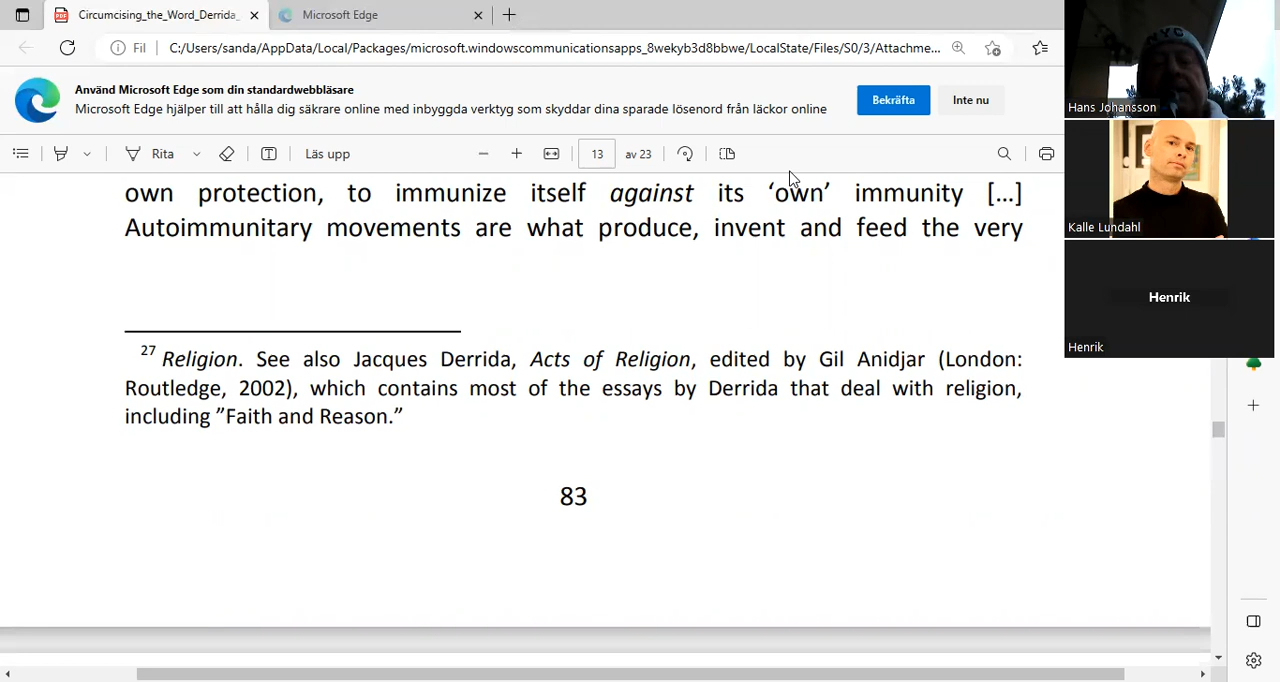 Circumcising_the_Word_Derrida_
Microsoft Edge
Fil
C:/Users/sanda/AppData/Local/Packages/microsoft.windowscommunicationsapps_8wekyb3d8bbwe/LocalState/Files/S0/3/Attachme...
Använd Microsoft Edge som din standardwebbläsare
Microsoft Edge hjälper till att hålla dig säkrare online med inbyggda verktyg som skyddar dina sparade lösenord från läckor online
Bekräfta
Inte nu
Rita
Läs upp
13
av 23
own protection, to immunize itself against its ‘own’ immunity […]
Autoimmunitary movements are what produce, invent and feed the very
27 Religion. See also Jacques Derrida, Acts of Religion, edited by Gil Anidjar (London:
Routledge, 2002), which contains most of the essays by Derrida that deal with religion,
including ”Faith and Reason.”
83
NYC
Hans Johansson
Kalle Lundahl
Henrik
Henrik